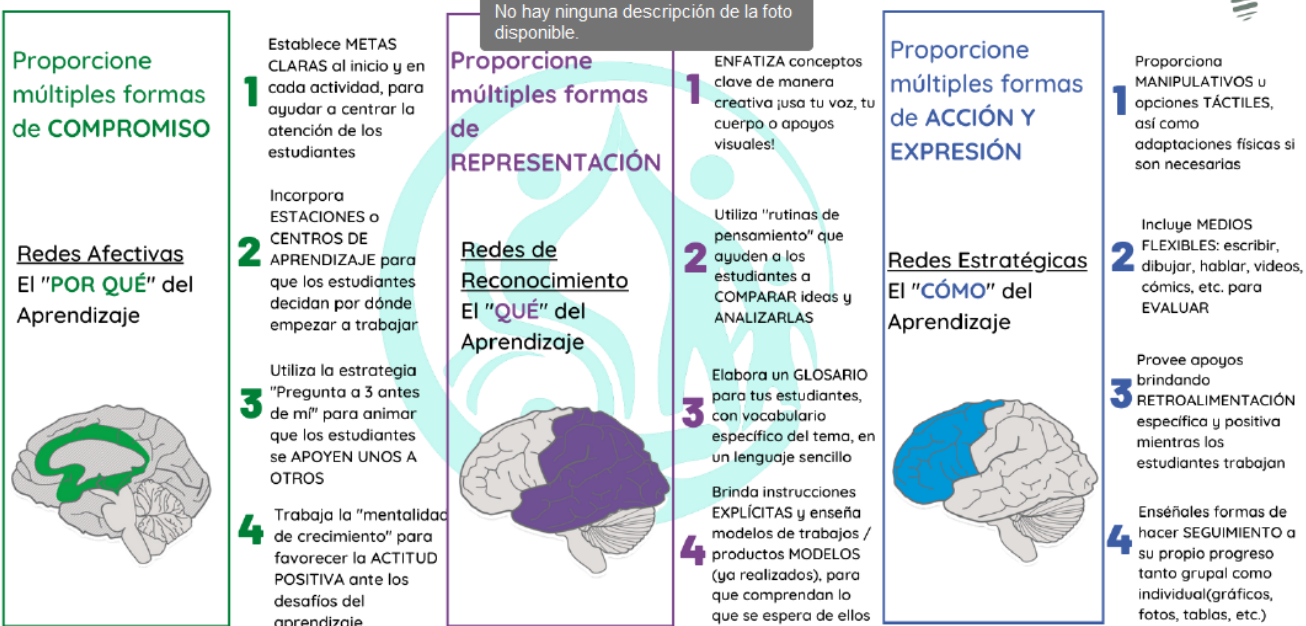 No hay ninguna descripción de la foto
disponible.
Proporcione
múltiples formas
de COMPROMISO
Redes Afectivas
El "POR QUÉ" del
Aprendizaje
1
Establece METAS
CLARAS al inicio y en
cada actividad, para
ayudar a centrar la
atención de los
estudiantes
2
Incorpora
ESTACIONES o
CENTROS DE
APRENDIZAJE para
que los estudiantes
decidan por dónde
empezar a trabajar
3
Utiliza la estrategia
"Pregunta a 3 antes
de mí" para animar
que los estudiantes
se APOYEN UNOS A
OTROS
4
Trabaja la "mentalidad
de crecimiento" para
favorecer la ACTITUD
POSITIVA ante los
desafíos del
aprendizaje
Proporcione
múltiples formas
de
REPRESENTACIÓN
Redes de
Reconocimiento
El "QUÉ" del
Aprendizaje
1
ENFATIZA conceptos
clave de manera
creativa ¡usa tu voz, tu
cuerpo o apoyos
visuales!
2
Utiliza "rutinas de
pensamiento" que
ayuden a los
estudiantes a
COMPARAR ideas y
ANALIZARLAS
3
Elabora un GLOSARIO
para tus estudiantes,
con vocabulario
específico del tema, en
un lenguaje sencillo
4
Brinda instrucciones
EXPLÍCITAS y enseña
modelos de trabajos /
productos MODELOS
(ya realizados), para
que comprendan lo
que se espera de ellos
Proporcione
múltiples formas
de ACCIÓN Y
EXPRESIÓN
Redes Estratégicas
El "CÓMO" del
Aprendizaje
1
Proporciona
MANIPULATIVOS u
opciones TÁCTILES,
así como
adaptaciones físicas si
son necesarias
2
Incluye MEDIOS
FLEXIBLES: escribir,
dibujar, hablar, videos,
cómics, etc. para
EVALUAR
3
Provee apoyos
brindando
RETROALIMENTACIÓN
específica y positiva
mientras los
estudiantes trabajan
4
Enséñales formas de
hacer SEGUIMIENTO a
su propio progreso
tanto grupal como
individual(gráficos,
fotos, tablas, etc.)